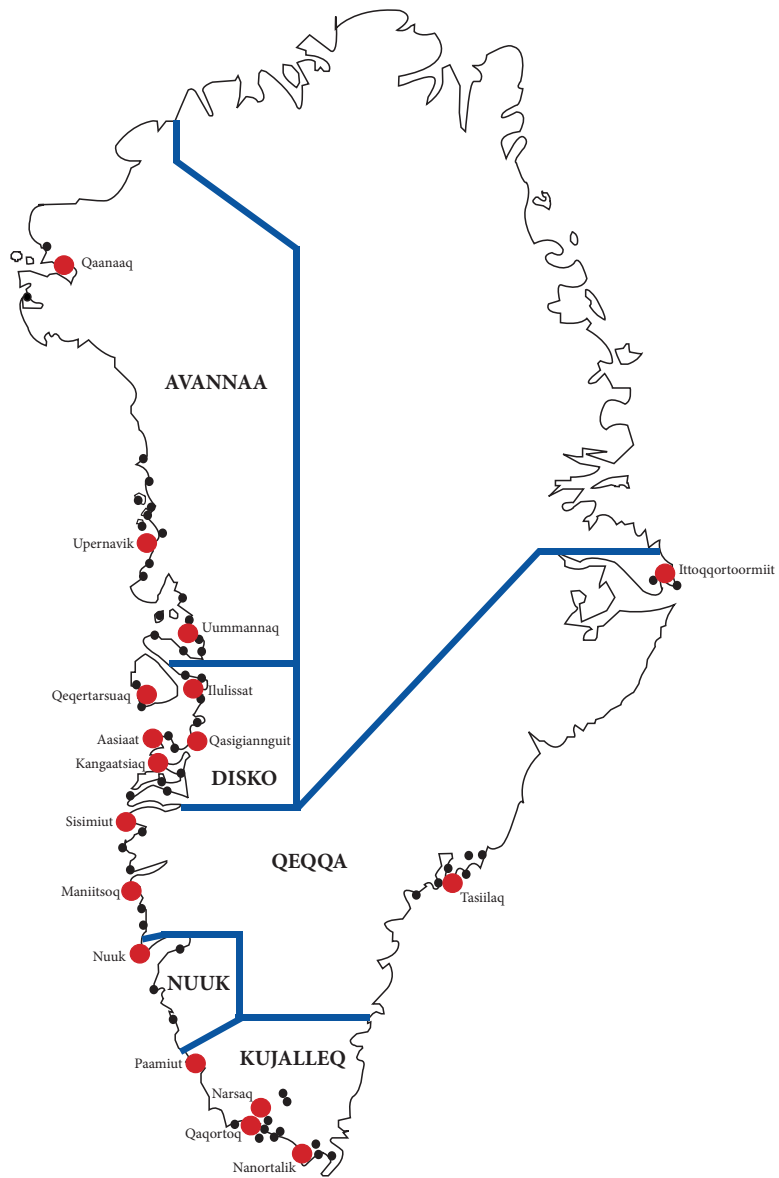 Qaanaaq
AVANNAA
Upernavik
Uummannaq
Ilulissat
Qeqertarsuaq
Aasiaat
Qasigiannguit
Kangaatsiaq
DISKO
Ittoqqortoormiit
Sisimiut
QEQQA
Maniitsoq
Tasiilaq
Nuuk
NUUK
KUJALLEQ
Paamiut
Narsaq
Qaqortoq
Nanortalik